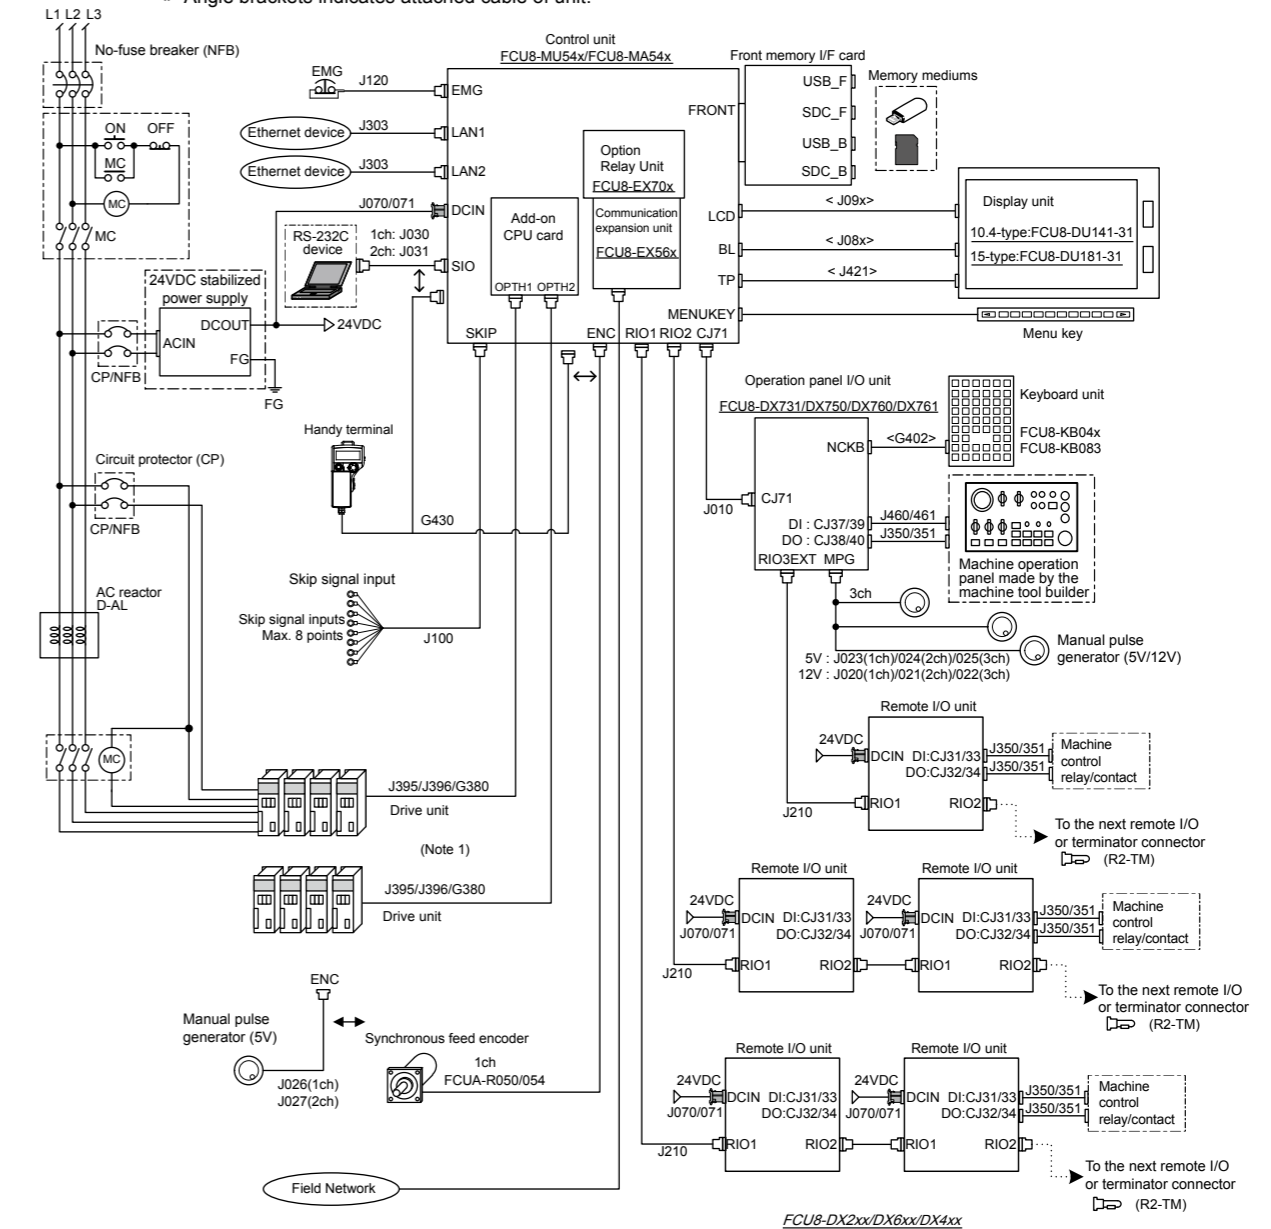 * Angle brackets indicates attached cable of unit.
L1 L2 L3
No-fuse breaker (NFB)
ON OFF
MC
MC
MC
24VDC stabilized
power supply
DCOUT
ACIN
FG
FG
24VDC
CP/NFB
Circuit protector (CP)
CP/NFB
AC reactor
D-AL
MC
Control unit
FCU8-MU54x/FCU8-MA54x
EMG
J120
EMG
Ethernet device
J303
LAN1
Ethernet device
J303
LAN2
J070/071
DCIN
RS-232C
device
1ch: J030
2ch: J031
SIO
Add-on
CPU card
OPTH1 OPTH2
Option
Relay Unit
FCU8-EX70x
Communication
expansion unit
FCU8-EX56x
SKIP
ENC RIO1 RIO2 CJ71
FRONT
LCD
BL
TP
MENUKEY
Front memory I/F card
USB_F
SDC_F
USB_B
SDC_B
Memory mediums
< J09x>
< J08x>
< J421>
Display unit
10.4-type:FCU8-DU141-31
15-type:FCU8-DU181-31
Menu key
Operation panel I/O unit
FCU8-DX731/DX750/DX760/DX761
NCKB
<G402>
Keyboard unit
FCU8-KB04x
FCU8-KB083
J010
CJ71
DI : CJ37/39
DO : CJ38/40
RIO3EXT MPG
J460/461
J350/351
Machine operation
panel made by the
machine tool builder
3ch
5V : J023(1ch)/024(2ch)/025(3ch)
12V : J020(1ch)/021(2ch)/022(3ch)
Manual pulse
generator (5V/12V)
Handy terminal
G430
Skip signal input
Skip signal inputs
Max. 8 points
J100
J395/J396/G380
Drive unit
(Note 1)
J395/J396/G380
Drive unit
ENC
Manual pulse
generator (5V)
J026(1ch)
J027(2ch)
Synchronous feed encoder
1ch
FCUA-R050/054
Field Network
Remote I/O unit
24VDC
DCIN DI:CJ31/33
DO:CJ32/34
RIO1 RIO2
J210
J350/351
J350/351
Machine
control
relay/contact
To the next remote I/O
or terminator connector
(R2-TM)
Remote I/O unit
24VDC
J070/071
DCIN DI:CJ31/33
DO:CJ32/34
J210
RIO1 RIO2
Remote I/O unit
24VDC
J070/071
DCIN DI:CJ31/33
DO:CJ32/34
RIO1 RIO2
J350/351
J350/351
Machine
control
relay/contact
To the next remote I/O
or terminator connector
(R2-TM)
Remote I/O unit
24VDC
J070/071
DCIN DI:CJ31/33
DO:CJ32/34
J210
RIO1 RIO2
Remote I/O unit
24VDC
J070/071
DCIN DI:CJ31/33
DO:CJ32/34
RIO1 RIO2
J350/351
J350/351
Machine
control
relay/contact
To the next remote I/O
or terminator connector
(R2-TM)
FCU8-DX2xx/DX6xx/DX4xx